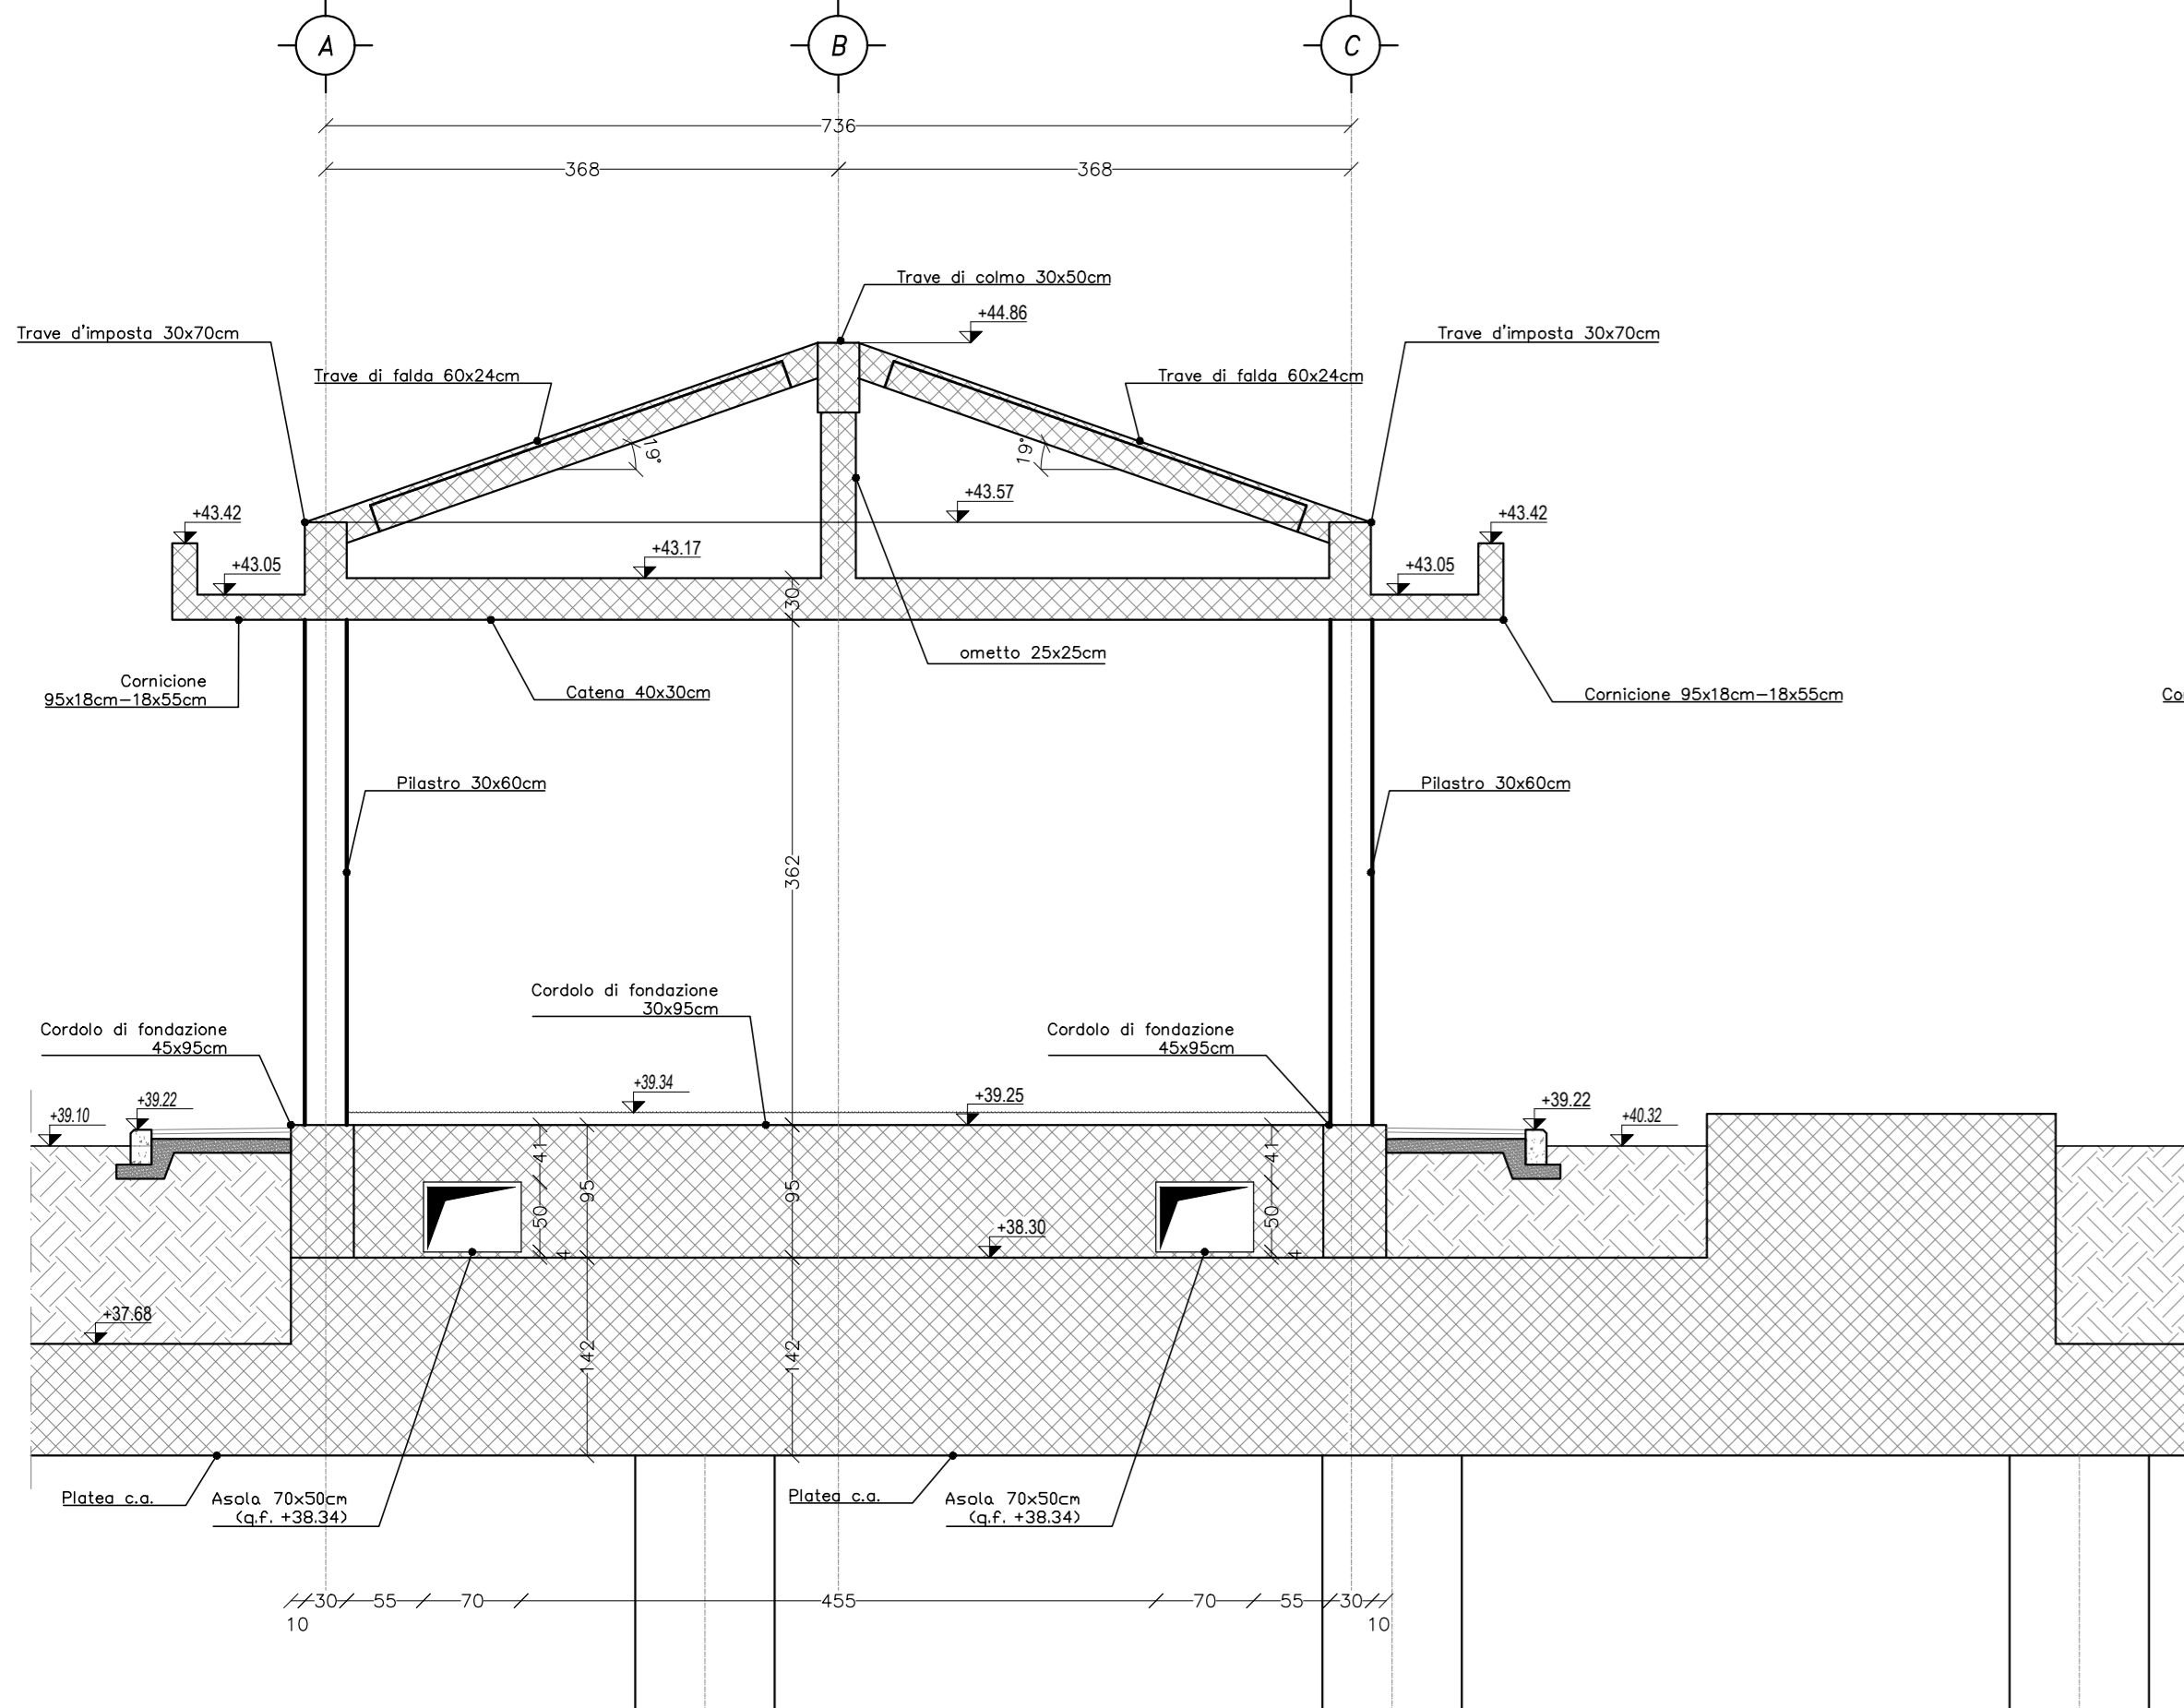 A
B
C
736
368
368
Trave di colmo 30x50cm
+44.86
Trave d'imposta 30x70cm
Trave d'imposta 30x70cm
Trave di falda 60x24cm
Trave di falda 60x24cm
19°
19°
+43.57
+43.42
+43.42
+43.17
+43.05
+43.05
30
ometto 25x25cm
Cornicione
95x18cm-18x55cm
Catena 40x30cm
Cornicione 95x18cm-18x55cm
Pilastro 30x60cm
Pilastro 30x60cm
362
Cordolo di fondazione
30x95cm
Cordolo di fondazione
45x95cm
Cordolo di fondazione
45x95cm
+39.34
+39.25
+39.22
+39.10
+39.22
+40.32
41
95
95
41
50
50
4
4
+38.30
+37.68
142
142
Platea c.a.
Asola 70x50cm
(q.f. +38.34)
Platea c.a.
Asola 70x50cm
(q.f. +38.34)
30
55
70
455
70
55
30
10
10